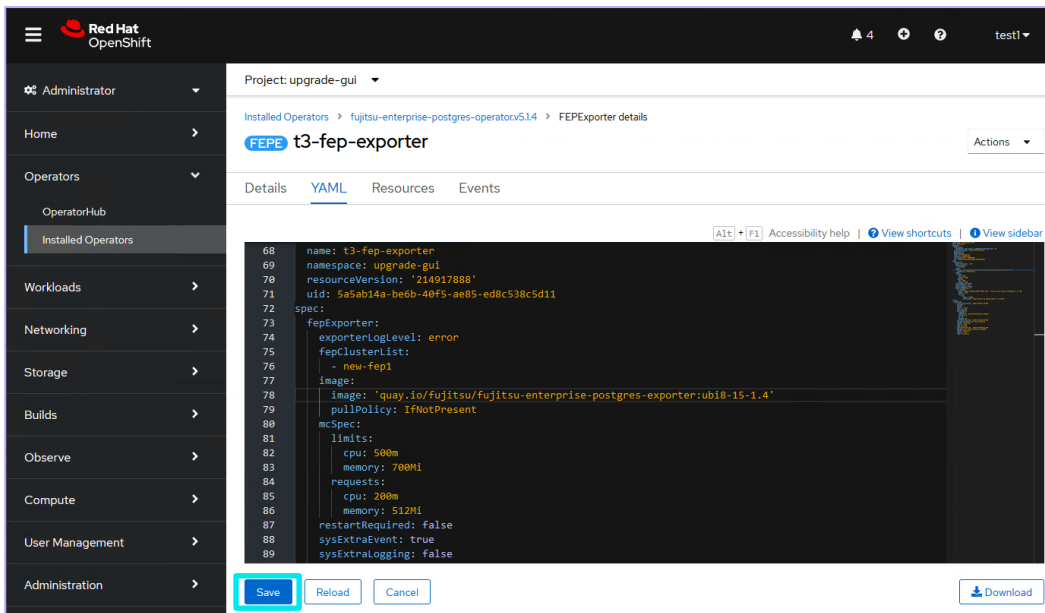 Red Hat
OpenShift
4
test1
Administrator
Home
Operators
OperatorHub
Installed Operators
Workloads
Networking
Storage
Builds
Observe
Compute
User Management
Administration
Project: upgrade-gui
Installed Operators > fujitsu-enterprise-postgres-operator.v5.1.4 > FEPExporter details
FEPE t3-fep-exporter
Actions
Details YAML Resources Events
Alt + F1 Accessibility help | View shortcuts | View sidebar
68 name: t3-fep-exporter
69 namespace: upgrade-gui
70 resourceVersion: '214917888'
71 uid: 5a5ab14a-be6b-40f5-ae85-ed8c538c5d11
72 spec:
73 fepExporter:
74 exporterLogLevel: error
75 fepClusterList:
76 - new-fep1
77 image:
78 image: 'quay.io/fujitsu/fujitsu-enterprise-postgres-exporter:ubi8-15-1.4'
79 pullPolicy: IfNotPresent
80 mcSpec:
81 limits:
82 cpu: 500m
83 memory: 700Mi
84 requests:
85 cpu: 200m
86 memory: 512Mi
87 restartRequired: false
88 sysExtraEvent: true
89 sysExtraLogging: false
Save Reload Cancel Download